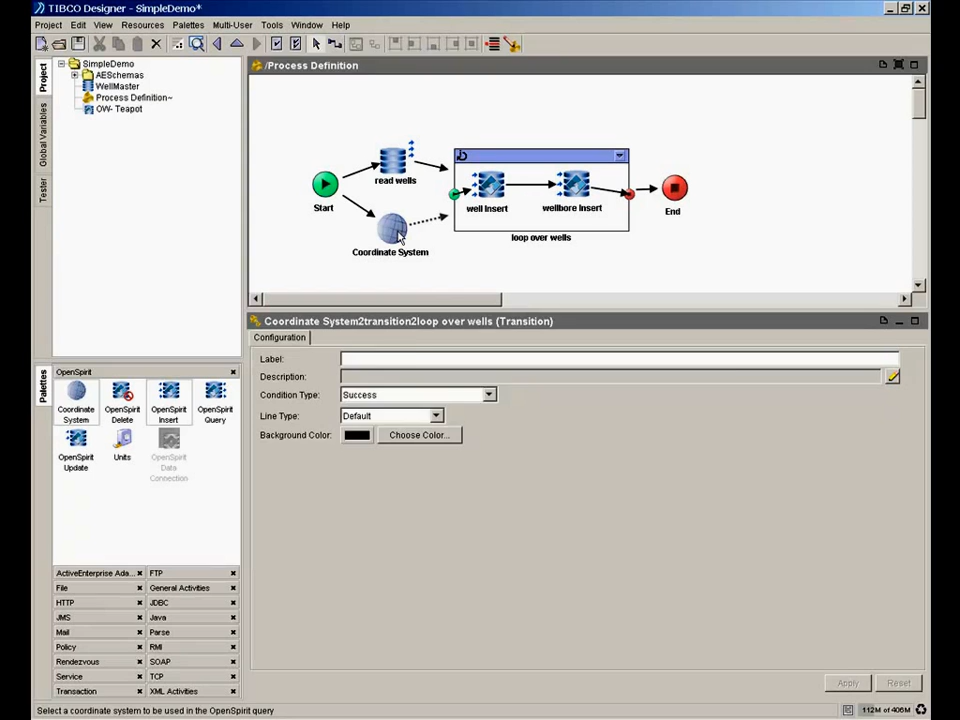 TIBCO Designer - SimpleDemo*
Project Edit View Resources Palettes Multi-User Tools Window Help
Project
Global Variables
Tester
SimpleDemo
AESchemas
WellMaster
Process Definition~
OW- Teapot
/Process Definition
Start
read wells
Coordinate System
well Insert
wellbore Insert
loop over wells
End
Palettes
OpenSpirit
Coordinate System
OpenSpirit Delete
OpenSpirit Insert
OpenSpirit Query
OpenSpirit Update
Units
OpenSpirit Data Connection
ActiveEnterprise Ada... FTP
File General Activities
HTTP JDBC
JMS Java
Mail Parse
Policy RMI
Rendezvous SOAP
Service TCP
Transaction XML Activities
Coordinate System2transition2loop over wells (Transition)
Configuration
Label:
Description:
Condition Type: Success
Line Type: Default
Background Color: Choose Color...
Apply Reset
Select a coordinate system to be used in the OpenSpirit query
112M of 406M